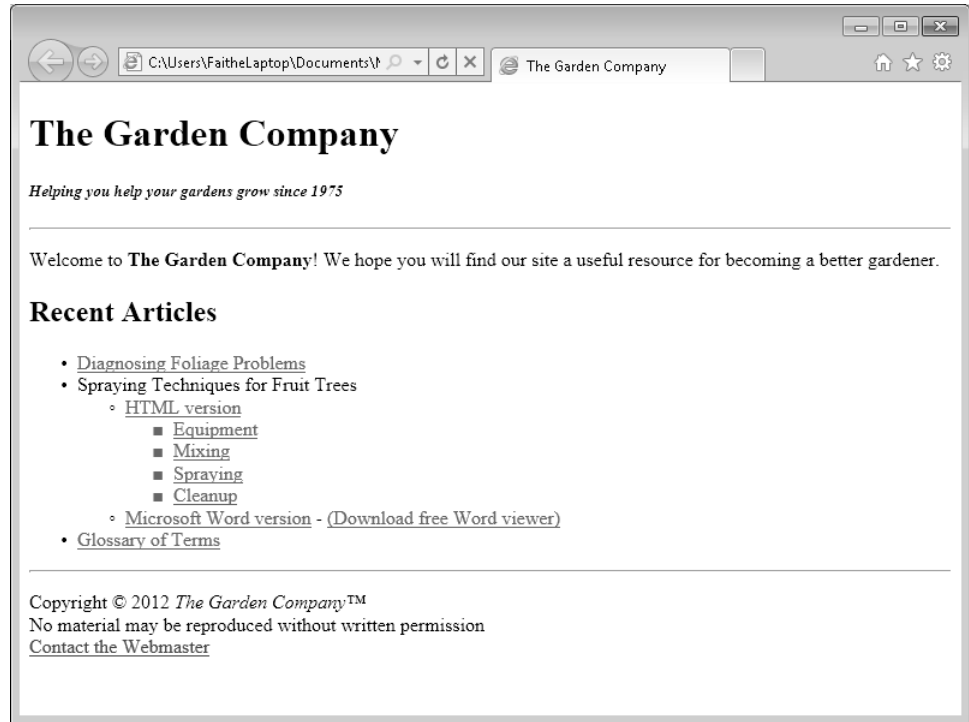 C:\Users\FaitheLaptop\Documents\
The Garden Company
The Garden Company
Helping you help your gardens grow since 1975
Welcome to The Garden Company! We hope you will find our site a useful resource for becoming a better gardener.
Recent Articles
• Diagnosing Foliage Problems
• Spraying Techniques for Fruit Trees
◦ HTML version
▪ Equipment
▪ Mixing
▪ Spraying
▪ Cleanup
◦ Microsoft Word version - (Download free Word viewer)
• Glossary of Terms
Copyright © 2012 The Garden Company™
No material may be reproduced without written permission
Contact the Webmaster